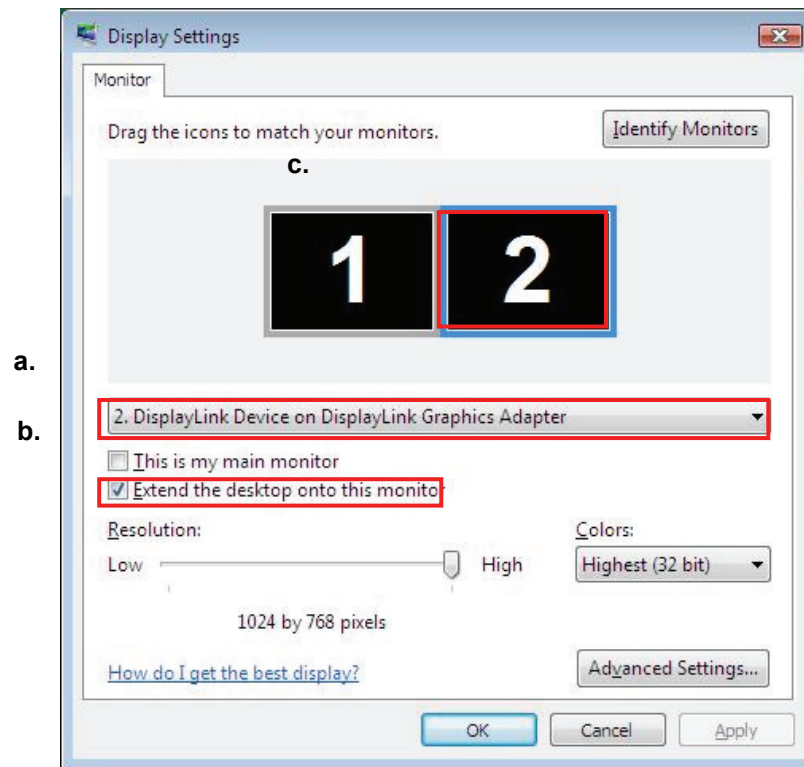 Display Settings
Monitor
Drag the icons to match your monitors.
Identify Monitors
c.
1
2
a.
2. DisplayLink Device on DisplayLink Graphics Adapter
b.
This is my main monitor
Extend the desktop onto this monitor
Resolution:
Colors:
Low
High
Highest (32 bit)
1024 by 768 pixels
How do I get the best display?
Advanced Settings...
OK
Cancel
Apply